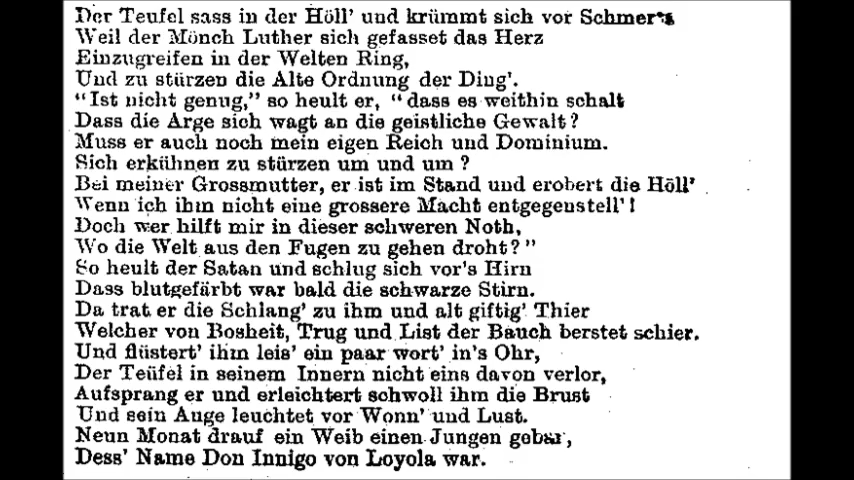 Der Teufel sass in der Höll' und krümmt sich vor Schmerz
Weil der Mönch Luther sich gefasset das Herz
Einzugreifen in der Welten Ring,
Und zu stürzen die Alte Ordnung der Ding'.
“Ist nicht genug,” so heult er, “dass es weithin schalt
Dass die Arge sich wagt an die geistliche Gewalt?
Muss er auch noch mein eigen Reich und Dominium.
Sich erkühnen zu stürzen um und um?
Bei meiner Grossmutter, er ist im Stand und erobert die Höll'
Wenn ich ihm nicht eine grossere Macht entgegenstell'!
Doch wer hilft mir in dieser schweren Noth,
Wo die Welt aus den Fugen zu gehen droht?”
So heult der Satan und schlug sich vor's Hirn
Dass blutgefärbt war bald die schwarze Stirn.
Da trat er die Schlang' zu ihm und alt giftig' Thier
Welcher von Bosheit, Trug und List der Bauch berstet schier.
Und flüstert' ihm leis' ein paar wort' in's Ohr,
Der Teüfel in seinem Innern nicht eins davon verlor,
Aufsprang er und erleichtert schwoll ihm die Brust
Und sein Auge leuchtet vor Wonn' und Lust.
Neun Monat drauf ein Weib einen Jungen gebar,
Dess' Name Don Innigo von Loyola war.